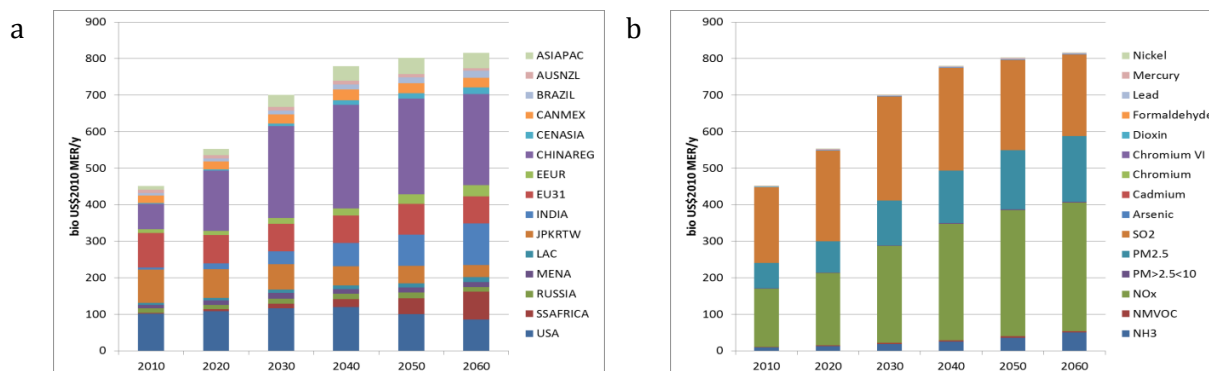 a
bio US$2010 MER/y
900
800
700
600
500
400
300
200
100
0
2010 2020 2030 2040 2050 2060
ASIAPAC
AUSNZL
BRAZIL
CANMEX
CENASIA
CHINAREG
EEUR
EU31
INDIA
JPKRTW
LAC
MENA
RUSSIA
SSAFRICA
USA
b
bio US$2010 MER/y
900
800
700
600
500
400
300
200
100
0
2010 2020 2030 2040 2050 2060
Nickel
Mercury
Lead
Formaldehyde
Dioxin
Chromium VI
Chromium
Cadmium
Arsenic
SO2
PM2.5
PM>2.5<10
NOx
NMVOC
NH3